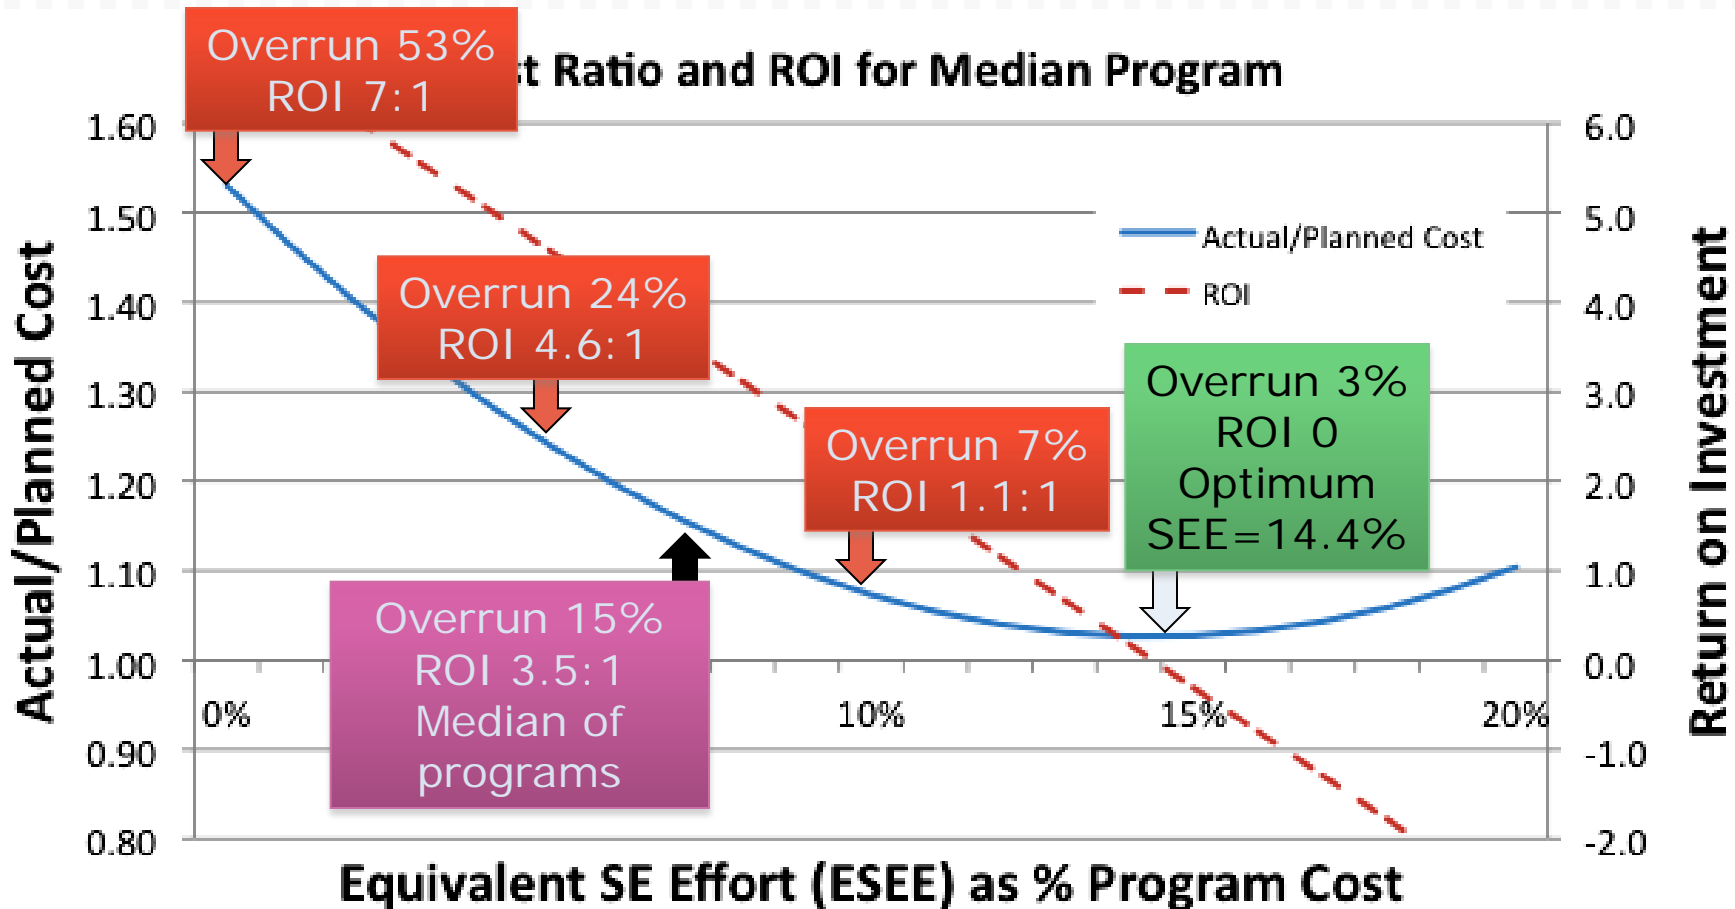 Overrun 53%
ROI 7:1
Ratio and ROI for Median Program
1.60
1.50
1.40
1.30
1.20
1.10
1.00
0.90
0.80
Actual/Planned Cost
6.0
5.0
4.0
3.0
2.0
1.0
0.0
-1.0
-2.0
Return on Investment
Actual/Planned Cost
ROI
Overrun 24%
ROI 4.6:1
Overrun 7%
ROI 1.1:1
Overrun 3%
ROI 0
Optimum
SEE=14.4%
Overrun 15%
ROI 3.5:1
Median of
programs
0%
10%
15%
20%
Equivalent SE Effort (ESEE) as % Program Cost